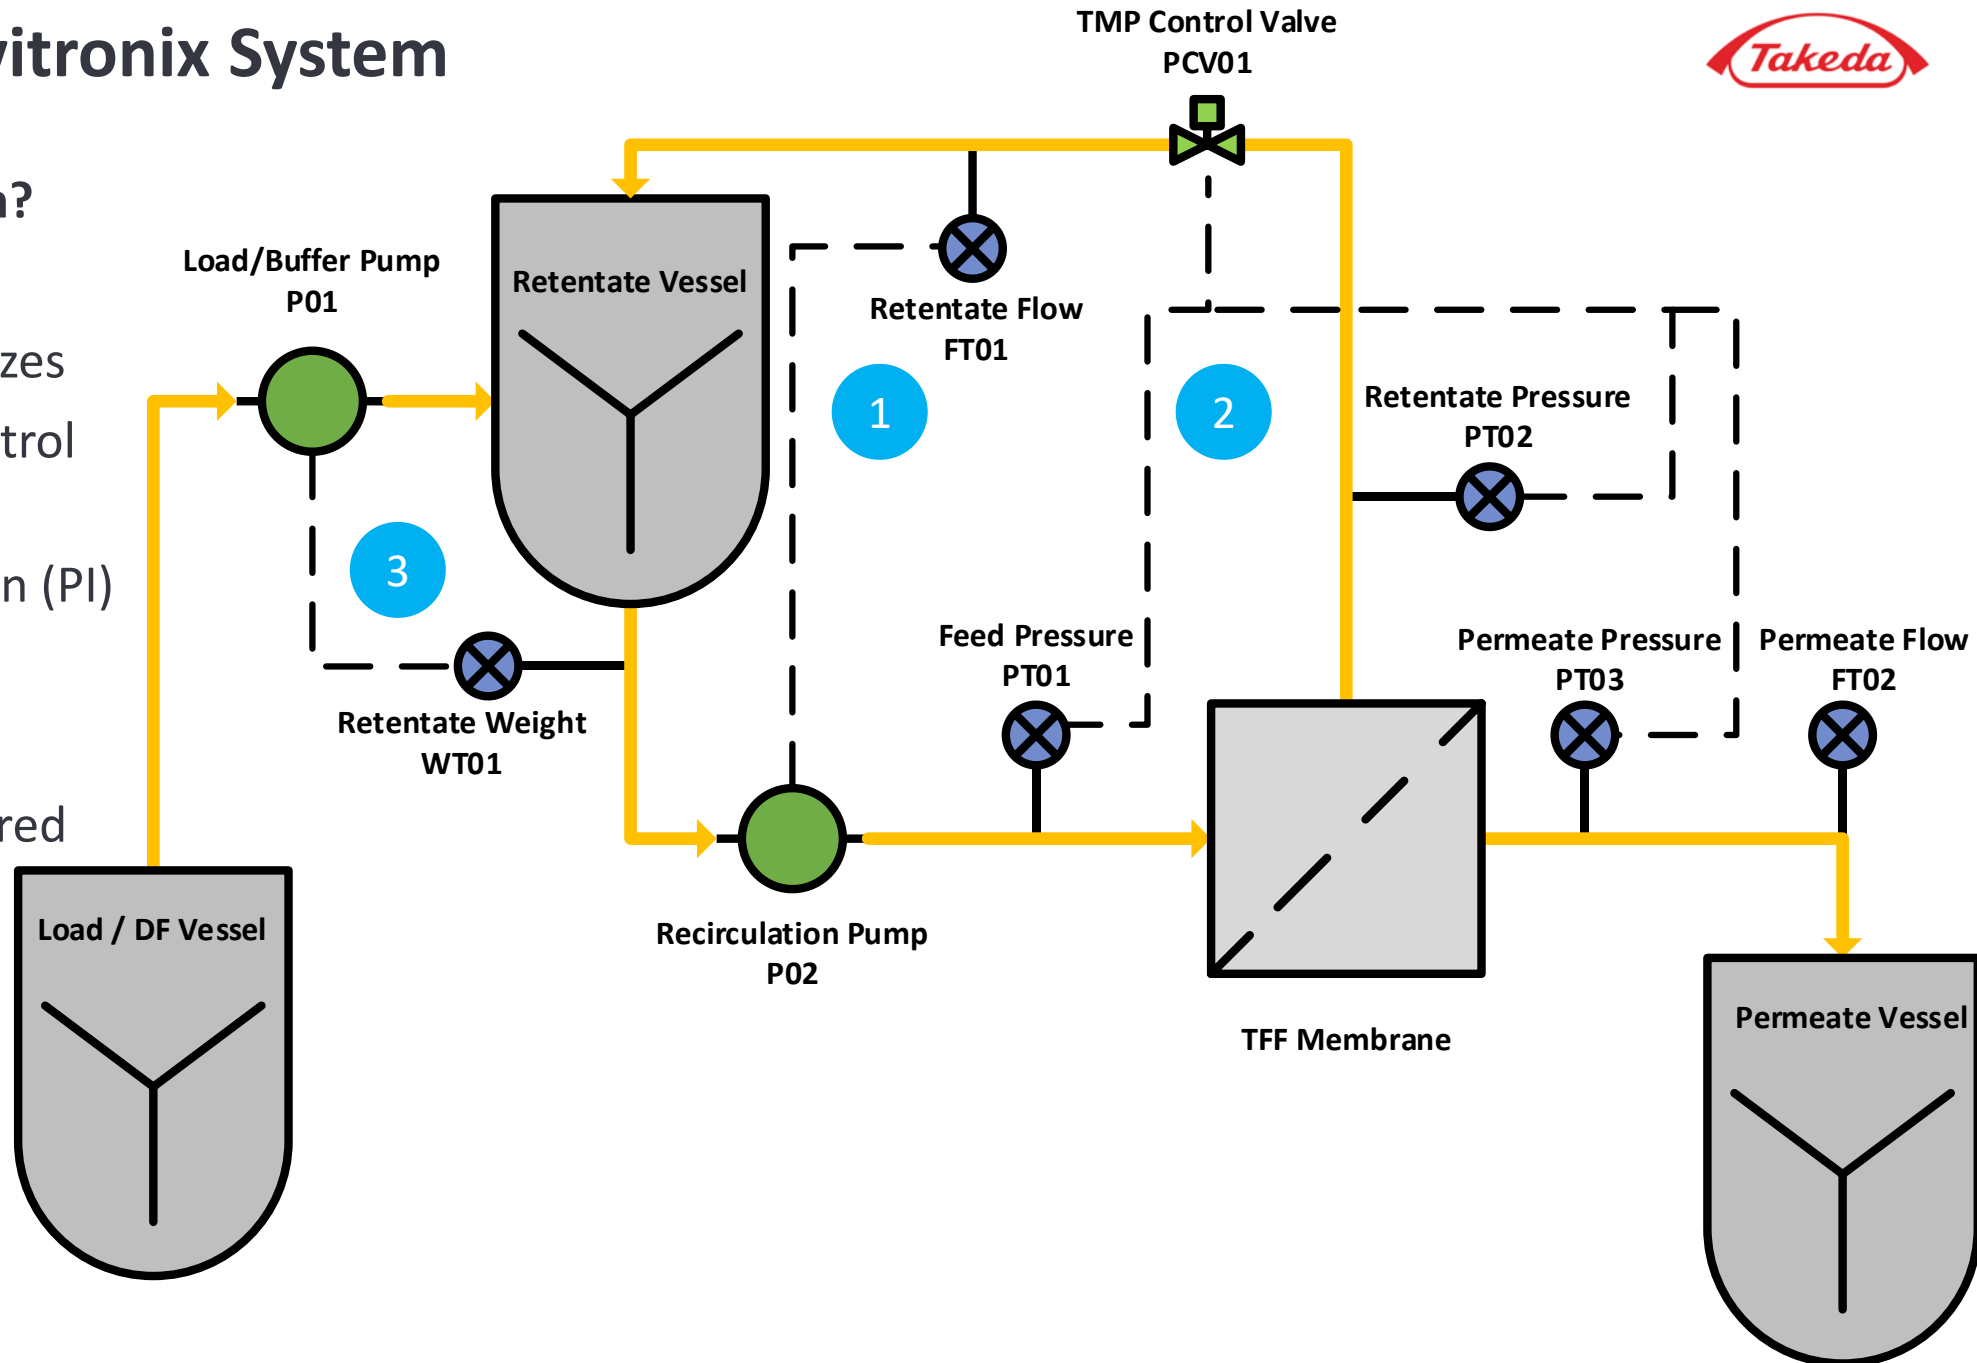 vitronix System
?
zes
trol
n (PI)
red
TMP Control Valve
PCV01
Takeda
Load/Buffer Pump
P01
Retentate Vessel
Retentate Flow
FT01
1
2
Retentate Pressure
PT02
3
Feed Pressure
PT01
Permeate Pressure
PT03
Permeate Flow
FT02
Retentate Weight
WT01
Load / DF Vessel
Recirculation Pump
P02
TFF Membrane
Permeate Vessel